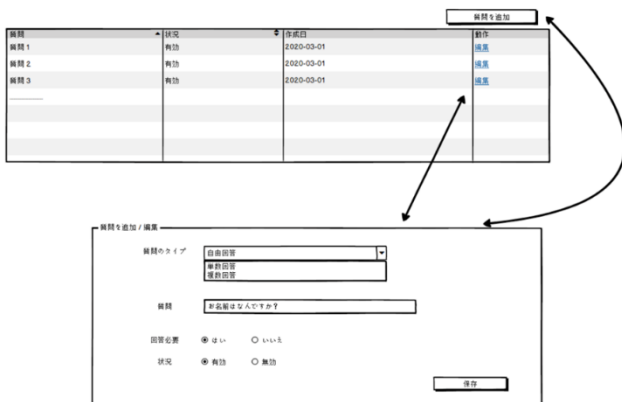 質問を追加
質問 状況 作成日 動作
質問 1 有効 2020-03-01 編集
質問 2 有効 2020-03-01 編集
質問 3 有効 2020-03-01 編集
質問を追加 / 編集
質問のタイプ 自由回答
単数回答
複数回答
質問 お名前はなんですか?
回答必要 はい いいえ
状況 有効 無効
保存